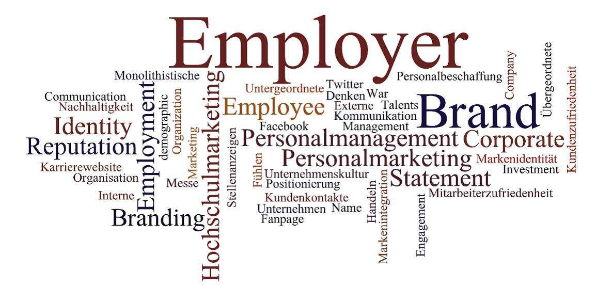 Employer
Monolithistische
Personalbeschaffung
Company
Übergeordnete
Kundenzufriedenheit
Communication
Nachhaltigkeit
Employment
demographic
Organization
Marketing
Hochschulmarketing
Untergeordnete
Twitter
Denken
War
Employee
Externe
Talents
Kommunikation
Brand
Identity
Facebook
Management
Reputation
Stellenanzeigen
Personalmanagement
Corporate
Karrierewebsite
Fühlen
Personalmarketing
Markenidentität
Organisation
Messe
Unternehmenskultur
Statement
Investment
Positionierung
Interne
Kundenkontakte
Handeln
Markenintegration
Mitarbeiterzufriedenheit
Branding
Unternehmen
Name
Engagement
Fanpage